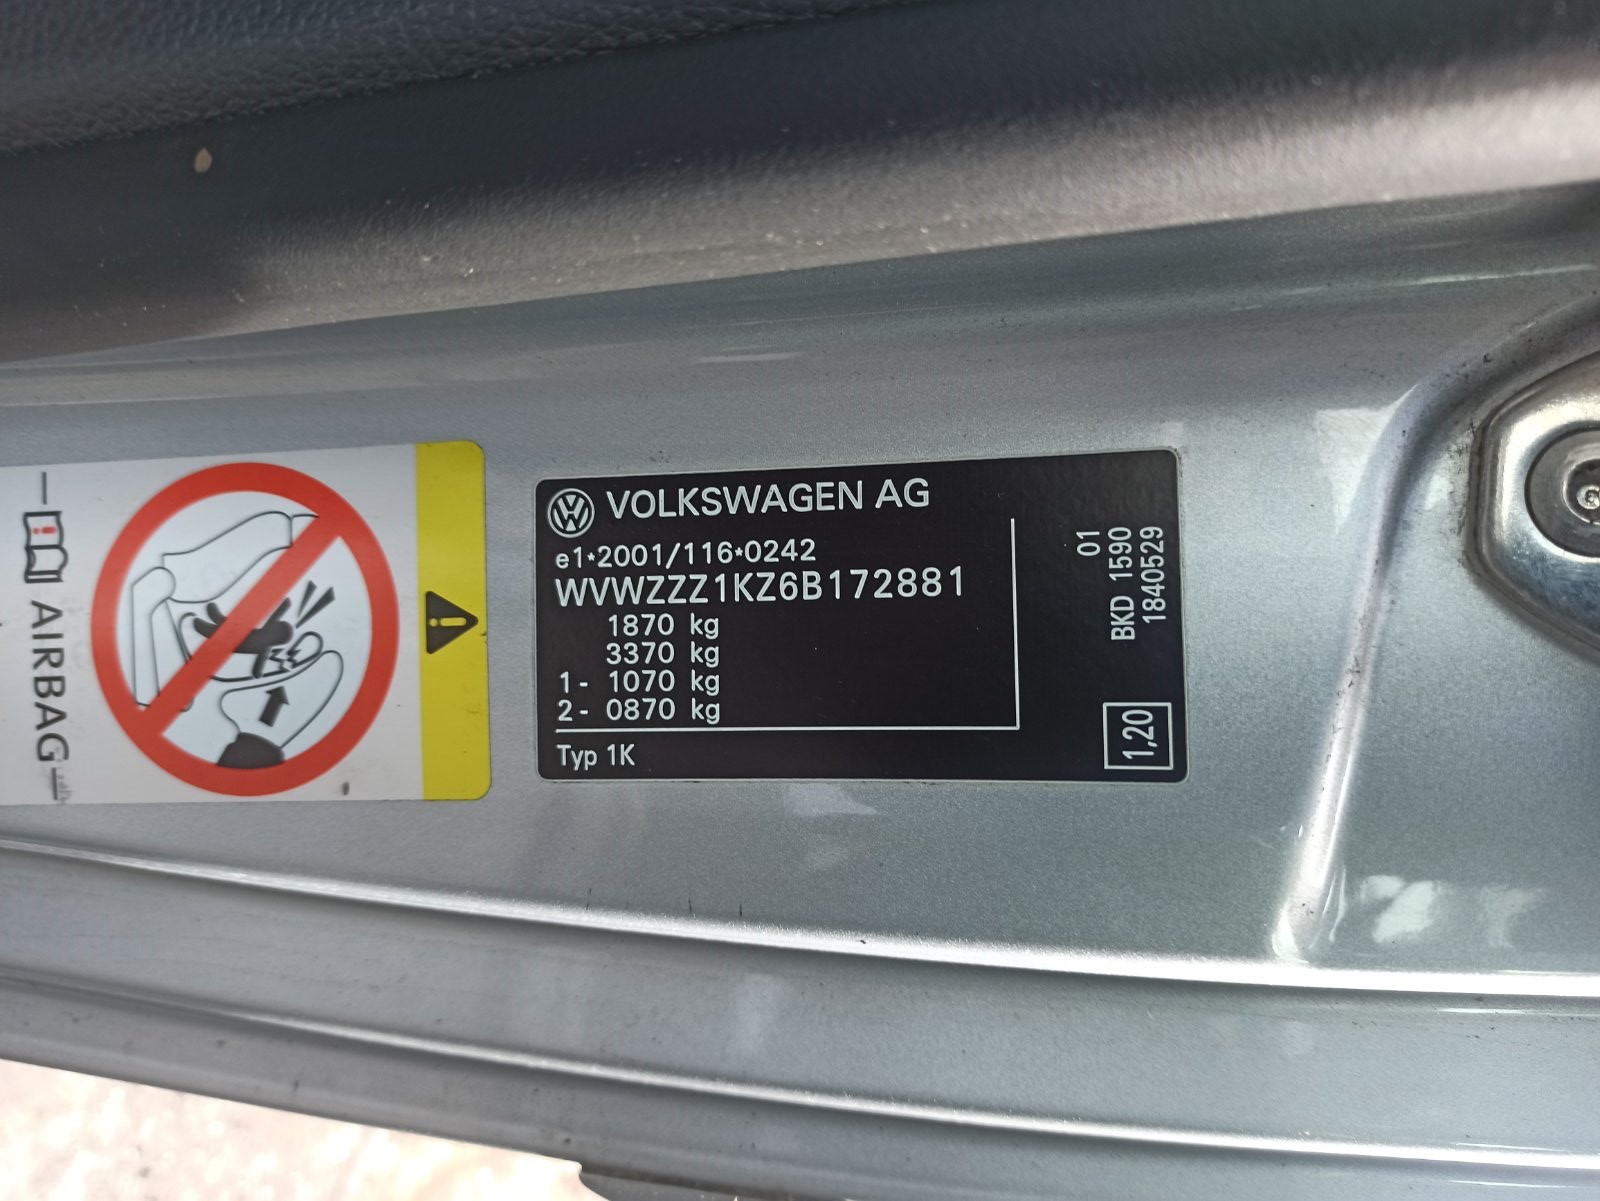 AIRBAG
VOLKSWAGEN AG
e1*2001/116*0242
WVWZZZ1KZ6B172881
1870 kg
3370 kg
1- 1070 kg
2- 0870 kg
Typ 1K
01
BKD 1590
1840529
1,20